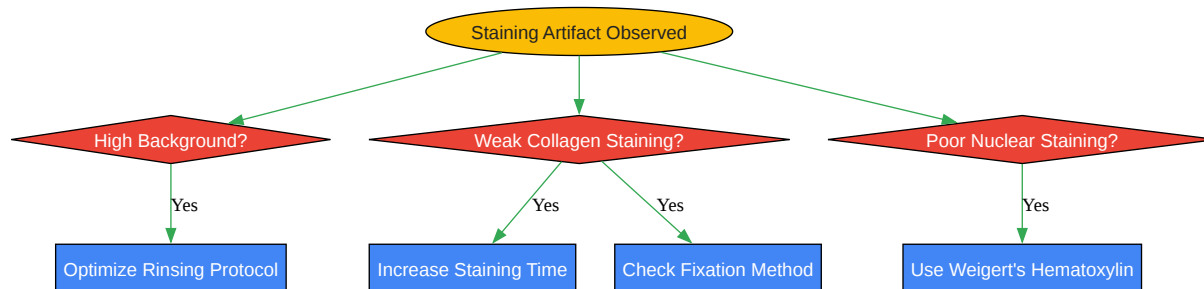 Staining Artifact Observed
High Background?
Weak Collagen Staining?
Poor Nuclear Staining?
Yes
Yes
Yes
Yes
Optimize Rinsing Protocol
Increase Staining Time
Check Fixation Method
Use Weigert's Hematoxylin